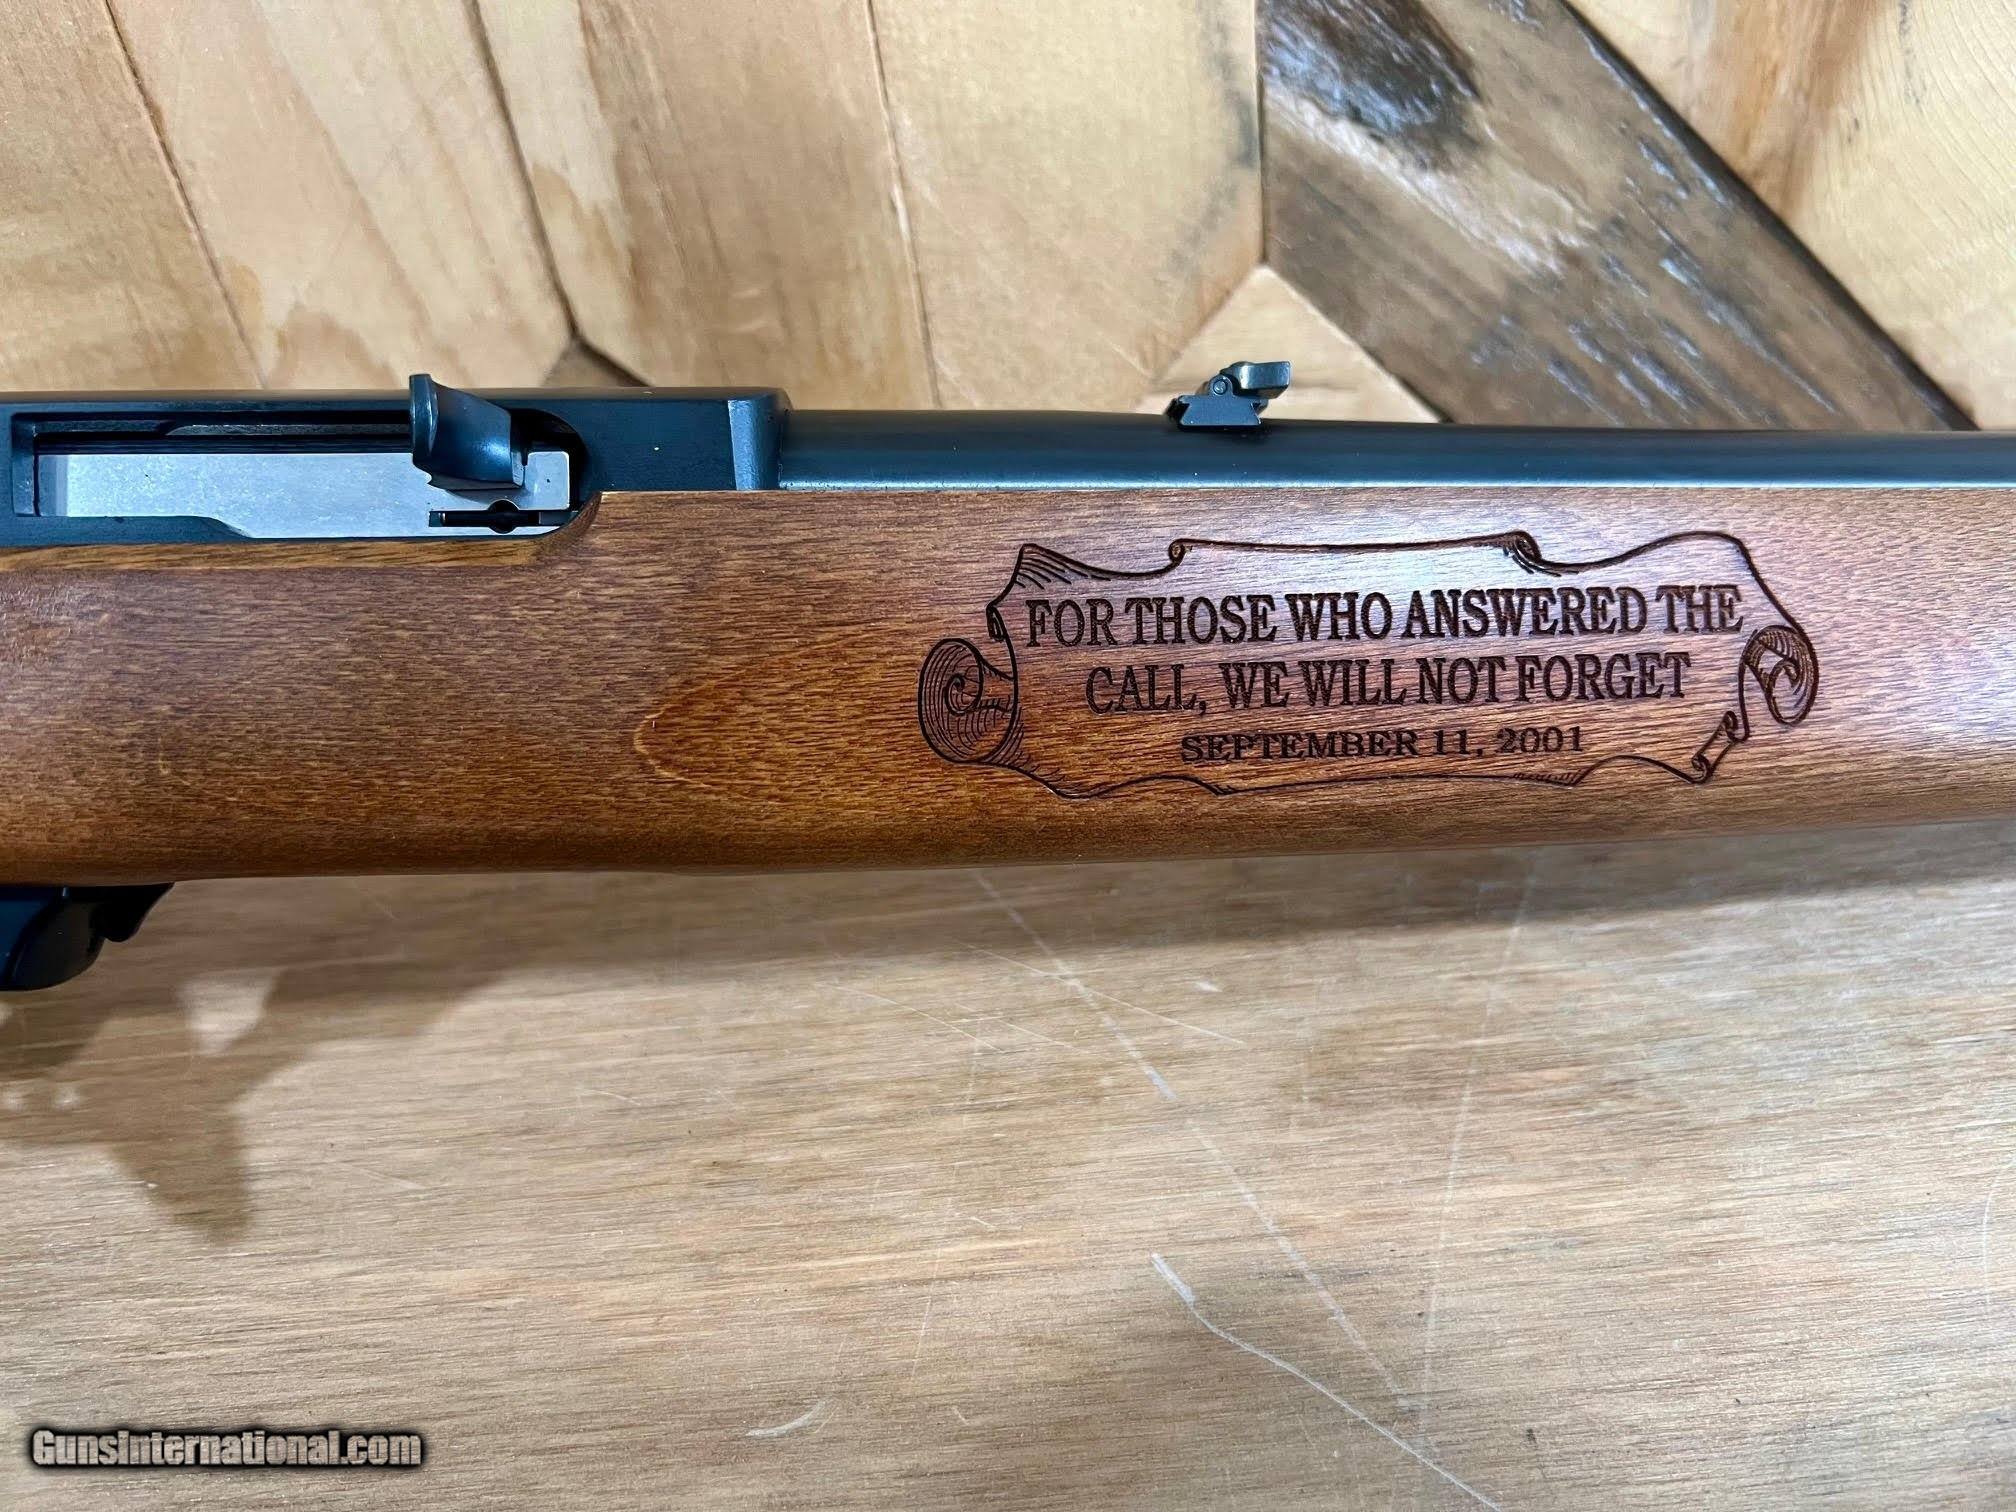 FOR THOSE WHO ANSWERED THE
CALL, WE WILL NOT FORGET
SEPTEMBER 11, 2001
GunsInternational.com